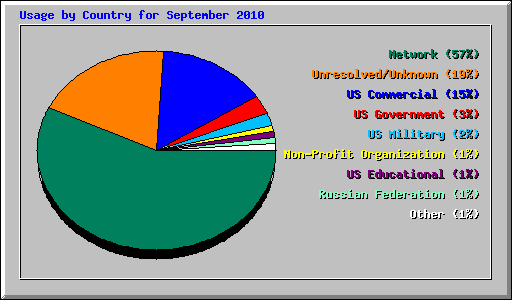 Usage by Country for September 2010
Network (57%)
Unresolved/Unknown (19%)
US Commercial (15%)
US Government (3%)
US Military (2%)
Non-Profit Organization (1%)
US Educational (1%)
Russian Federation (1%)
Other (1%)